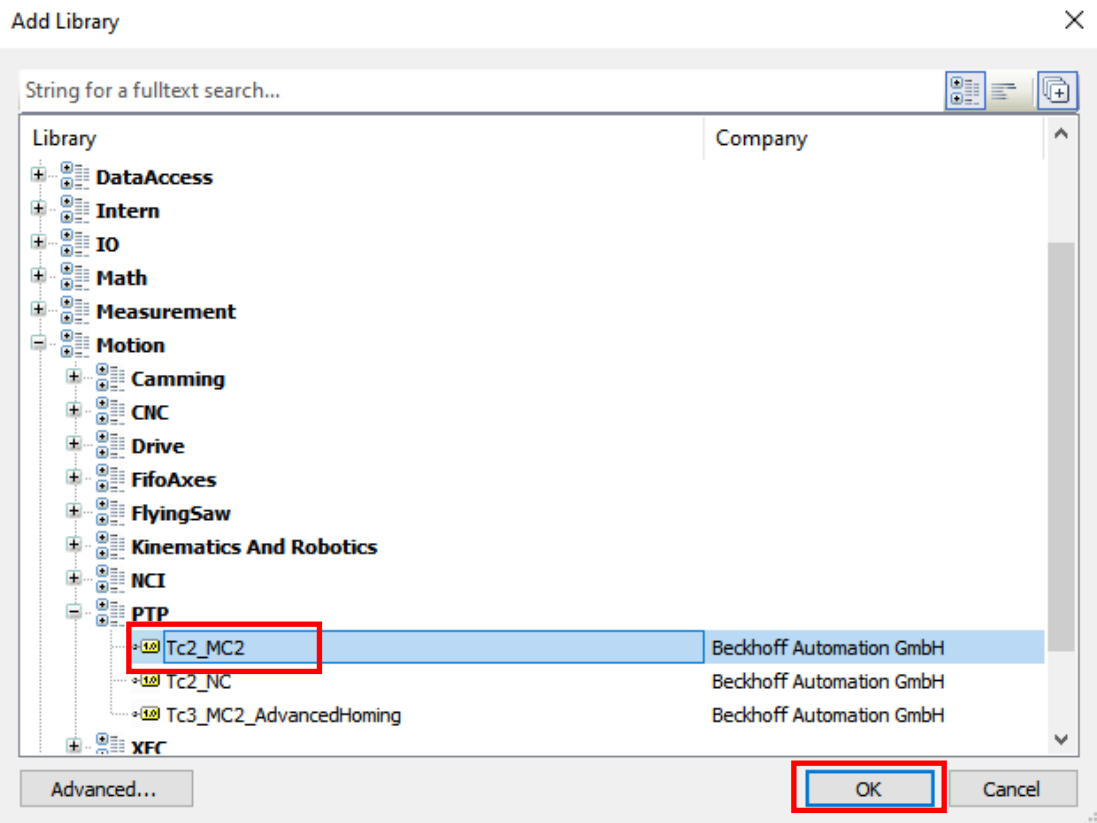 Add Library
String for a fulltext search...
Library Company
DataAccess
Intern
IO
Math
Measurement
Motion
Camming
CNC
Drive
FifoAxes
FlyingSaw
Kinematics And Robotics
NCI
PTP
Tc2_MC2 Beckhoff Automation GmbH
Tc2_NC Beckhoff Automation GmbH
Tc3_MC2_AdvancedHoming Beckhoff Automation GmbH
XFC
Advanced... OK Cancel